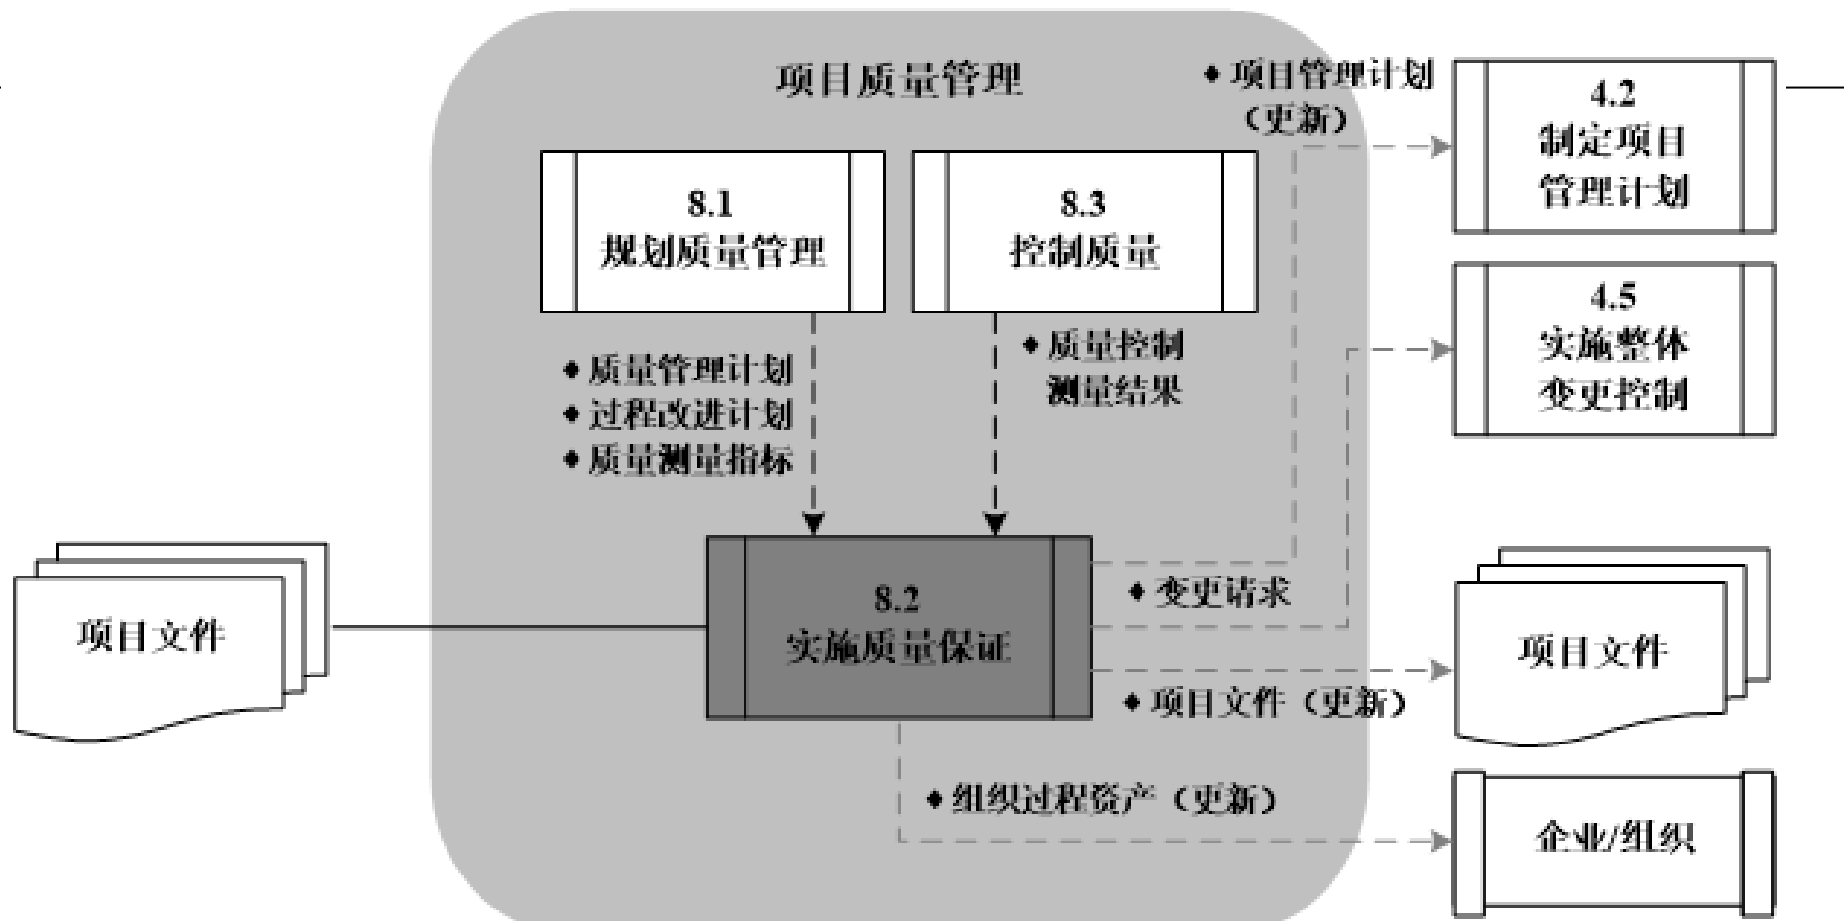 项目质量管理
◆ 项目管理计划
（更新）
4.2
制定项目
管理计划
8.1
规划质量管理
8.3
控制质量
4.5
实施整体
变更控制
◆ 质量管理计划
◆ 过程改进计划
◆ 质量测量指标
◆ 质量控制
测量结果
项目文件
8.2
实施质量保证
◆ 变更请求
◆ 项目文件（更新）
项目文件
◆ 组织过程资产（更新）
企业/组织